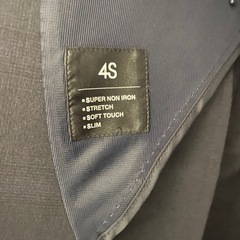 4S
▪SUPER NON IRON
▪STRETCH
▪SOFT TOUCH
▪SLIM